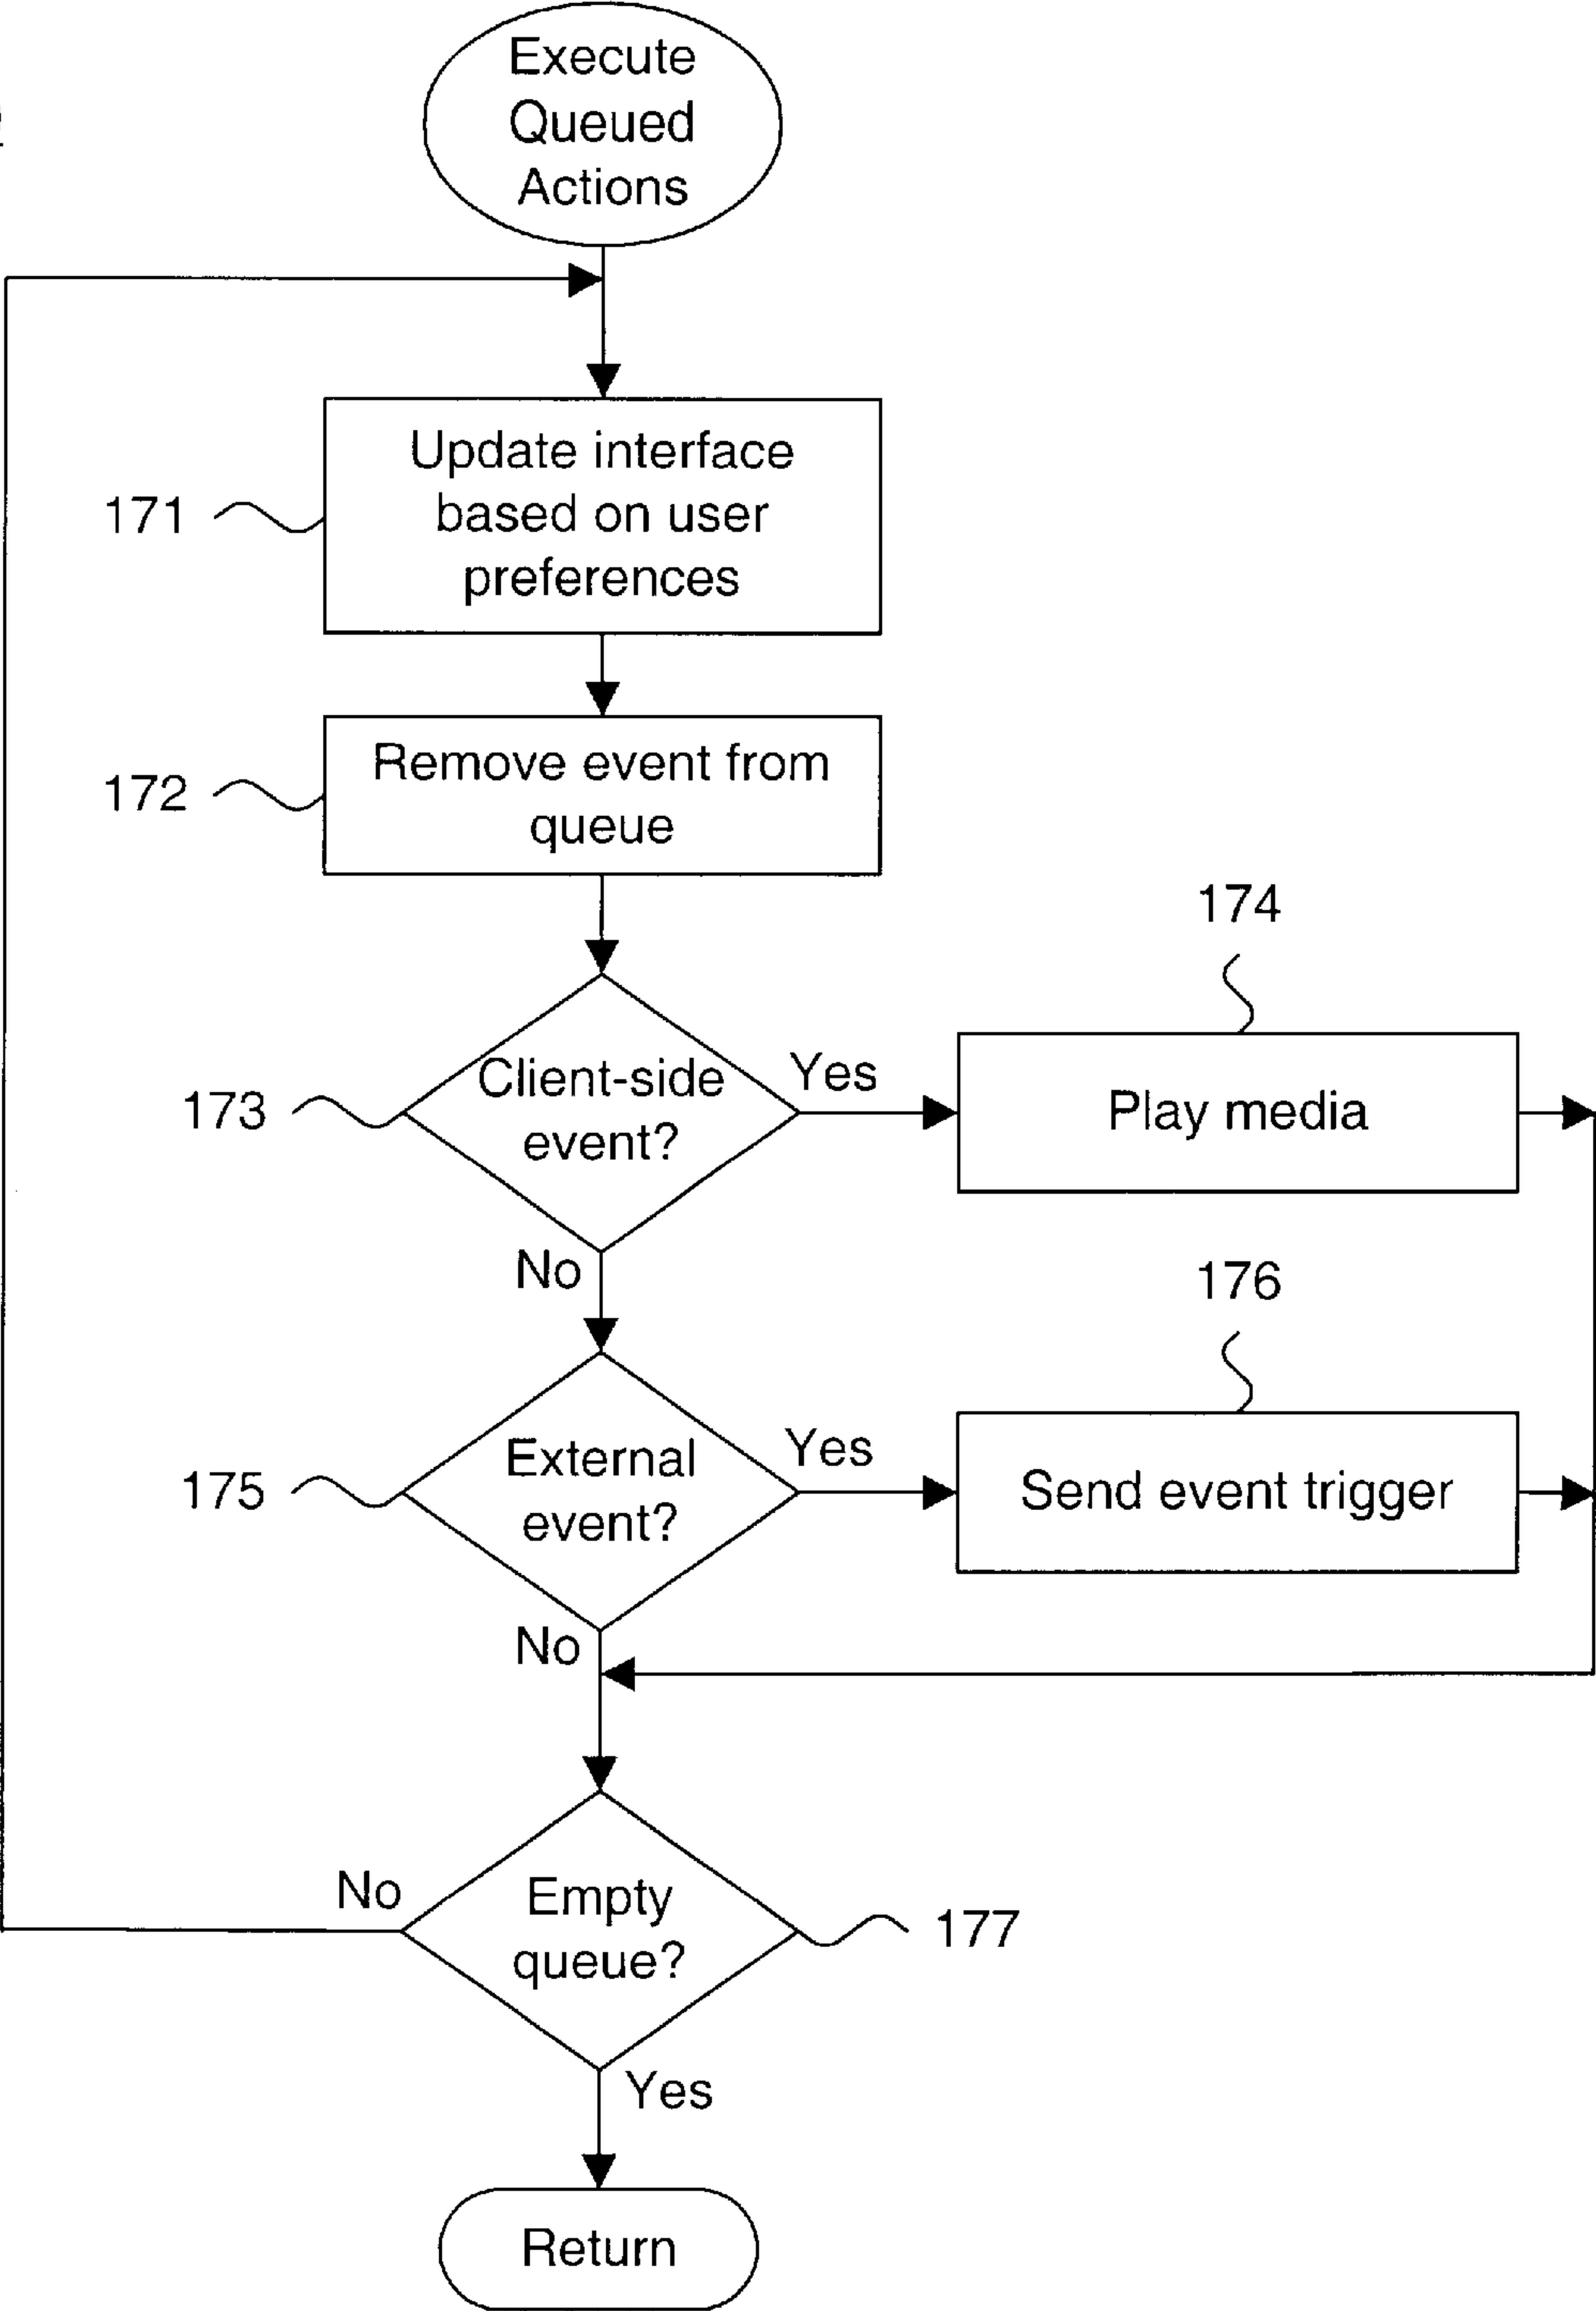 Execute
Queued
Actions
171
Update interface
based on user
preferences
172
Remove event from
queue
174
173
Client-side
event?
Yes
Play media
No
176
175
External
event?
Yes
Send event trigger
No
No
Empty
queue?
177
Yes
Return